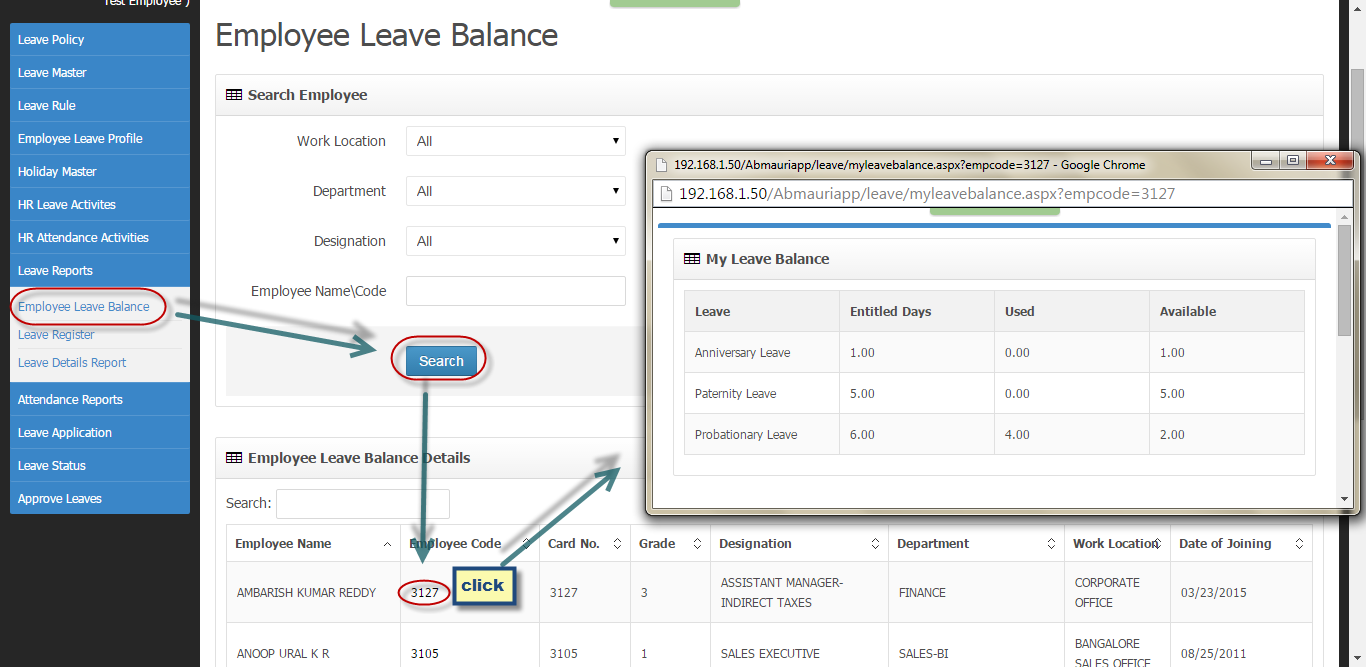 Test Employee )
Leave Policy
Leave Master
Leave Rule
Employee Leave Profile
Holiday Master
HR Leave Activites
HR Attendance Activities
Leave Reports
Employee Leave Balance
Leave Register
Leave Details Report
Attendance Reports
Leave Application
Leave Status
Approve Leaves
Employee Leave Balance
Search Employee
Work Location All
Department All
Designation All
Employee Name\Code
Search
192.168.1.50/Abmauriapp/leave/myleavebalance.aspx?empcode=3127 - Google Chrome
192.168.1.50/Abmauriapp/leave/myleavebalance.aspx?empcode=3127
My Leave Balance
Leave Entitled Days Used Available
Anniversary Leave 1.00 0.00 1.00
Paternity Leave 5.00 0.00 5.00
Probationary Leave 6.00 4.00 2.00
Employee Leave Balance Details
Search:
Employee Name Employee Code Card No. Grade Designation Department Work Location Date of Joining
AMBARISH KUMAR REDDY 3127 click 3127 3 ASSISTANT MANAGER- FINANCE CORPORATE 03/23/2015
INDIRECT TAXES OFFICE
ANOOP URAL K R 3105 3105 1 SALES EXECUTIVE SALES-BI BANGALORE 08/25/2011
SALES OFFICE